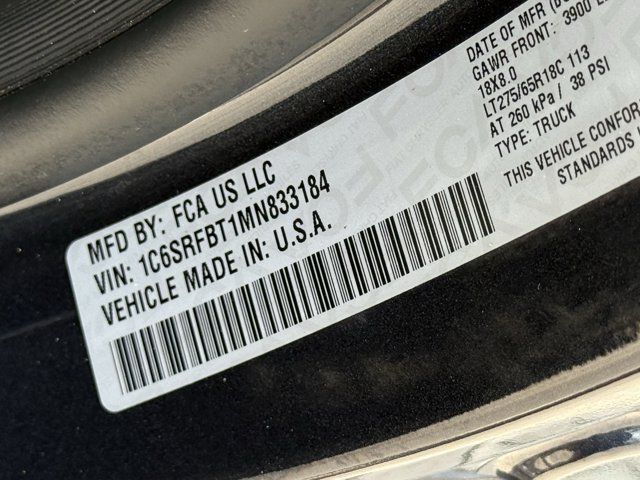 MFD BY: FCA US LLC
VIN: 1C6SRFBT1MN833184
VEHICLE MADE IN: U.S.A.
DATE OF MFR
GAWR FRONT: 3900
18X8.0
LT275/65R18C 113
AT 260 kPa / 38 PSI
TYPE: TRUCK
THIS VEHICLE CONFOR
STANDARDS